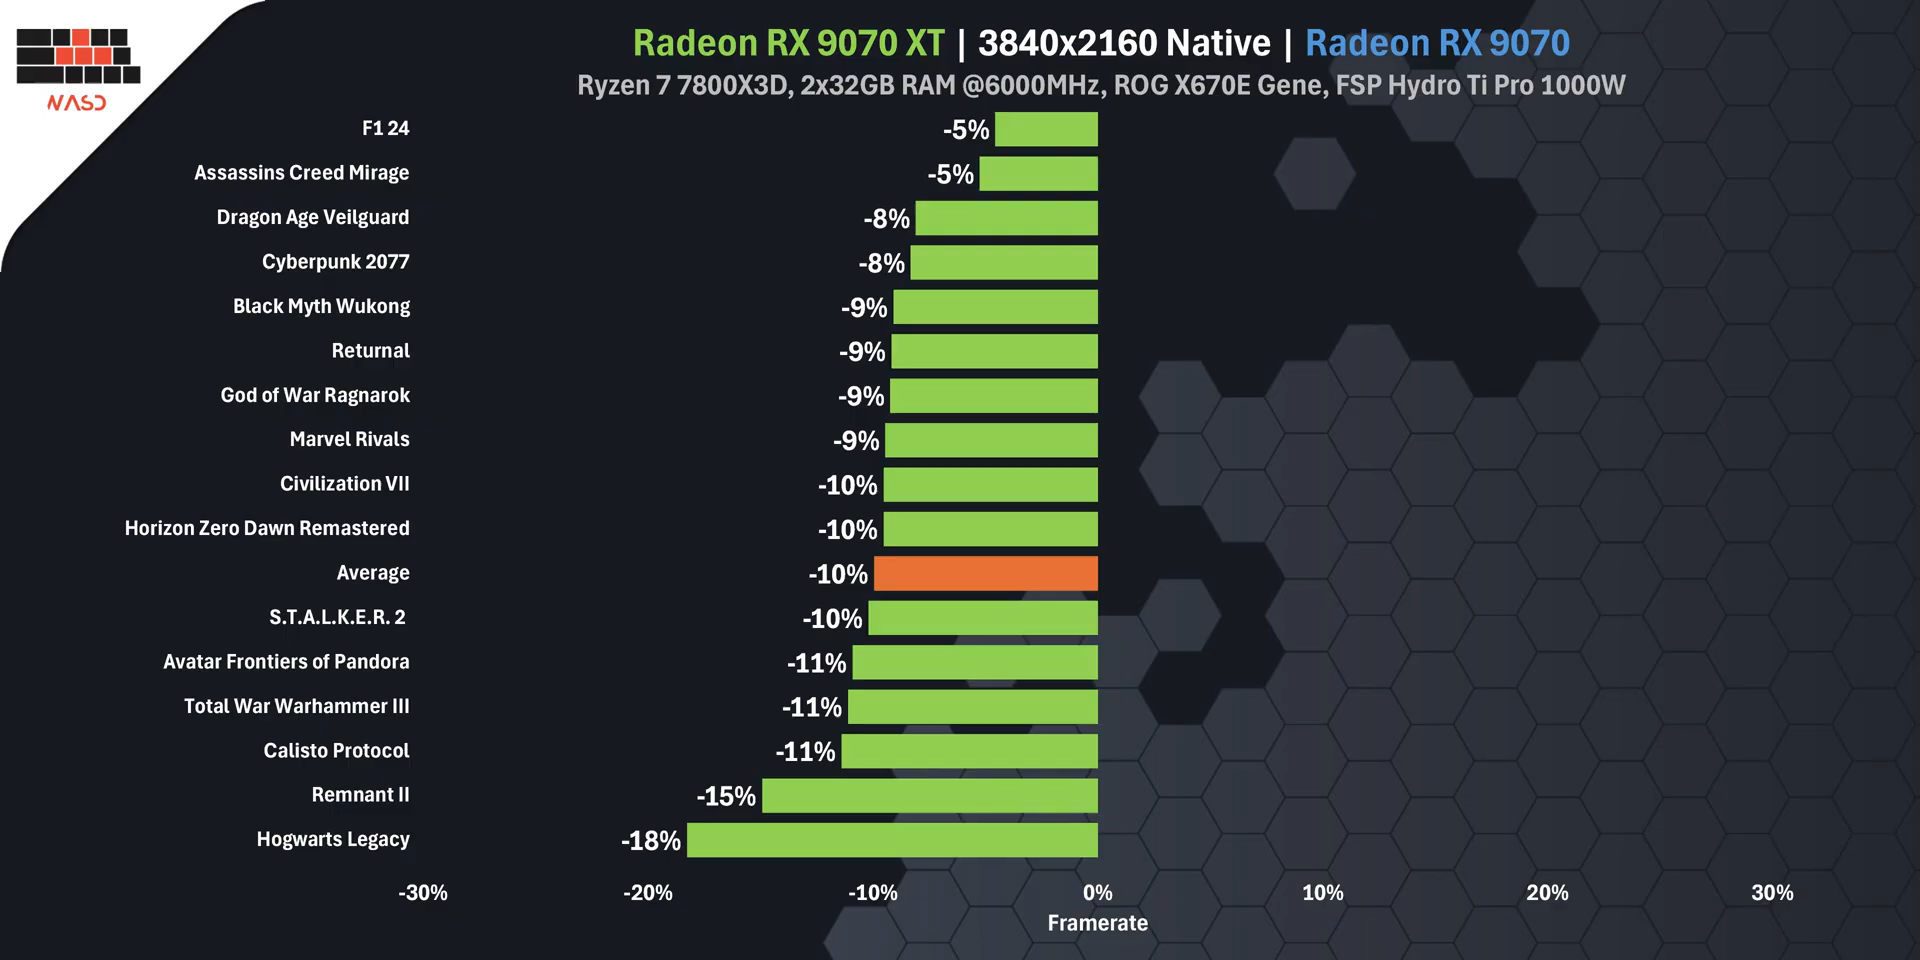 WASD
Radeon RX 9070 XT | 3840x2160 Native | Radeon RX 9070
Ryzen 7 7800X3D, 2x32GB RAM @6000MHz, ROG X670E Gene, FSP Hydro Ti Pro 1000W
F1 24 -5%
Assassins Creed Mirage -5%
Dragon Age Veilguard -8%
Cyberpunk 2077 -8%
Black Myth Wukong -9%
Returnal -9%
God of War Ragnarok -9%
Marvel Rivals -9%
Civilization VII -10%
Horizon Zero Dawn Remastered -10%
Average -10%
S.T.A.L.K.E.R. 2 -10%
Avatar Frontiers of Pandora -11%
Total War Warhammer III -11%
Calisto Protocol -11%
Remnant II -15%
Hogwarts Legacy -18%
-30% -20% -10% 0% 10% 20% 30%
Framerate